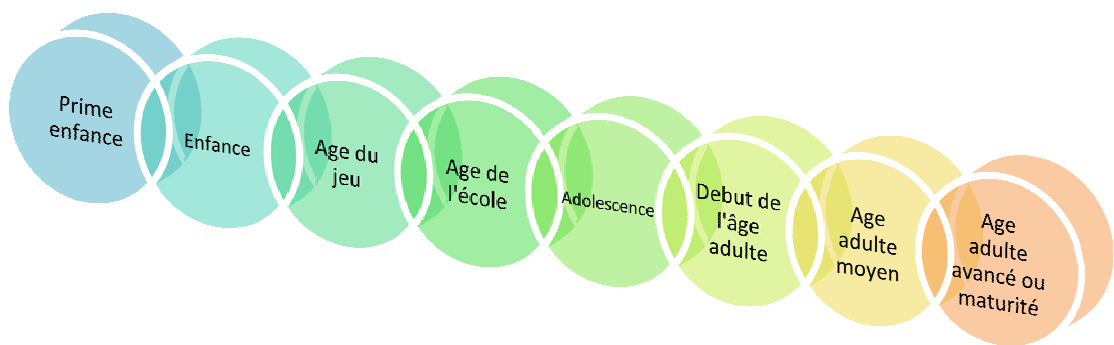 Prime
enfance
Enfance
Age du
jeu
Age de
l'école
Adolescence
Debut de
l'âge
adulte
Age
adulte
moyen
Age
adulte
avancé ou
maturité